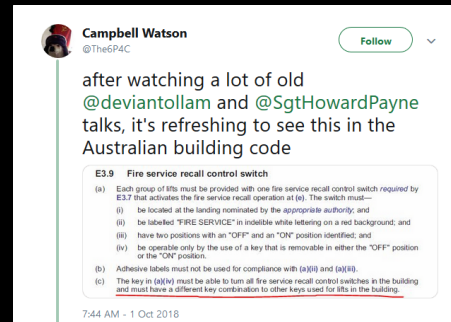 Campbell Watson
@The6P4C
Follow
after watching a lot of old
@deviantollam and @SgtHowardPayne
talks, it's refreshing to see this in the
Australian building code
E3.9 Fire service recall control switch
(a) Each group of lifts must be provided with one fire service recall control switch required by
E3.7 that activates the fire service recall operation at (e). The switch must—
(i) be located at the landing nominated by the appropriate authority; and
(ii) be labelled "FIRE SERVICE" in indelible white lettering on a red background; and
(iii) have two positions with an "OFF" and an "ON" position identified; and
(iv) be operable only by the use of a key that is removable in either the "OFF" position
or the "ON" position.
(b) Adhesive labels must not be used for compliance with (a)(ii) and (a)(iii).
(c) The key in (a)(iv) must be able to turn all fire service recall control switches in the building
and must have a different key combination to other keys used for lifts in the building.
7:44 AM - 1 Oct 2018